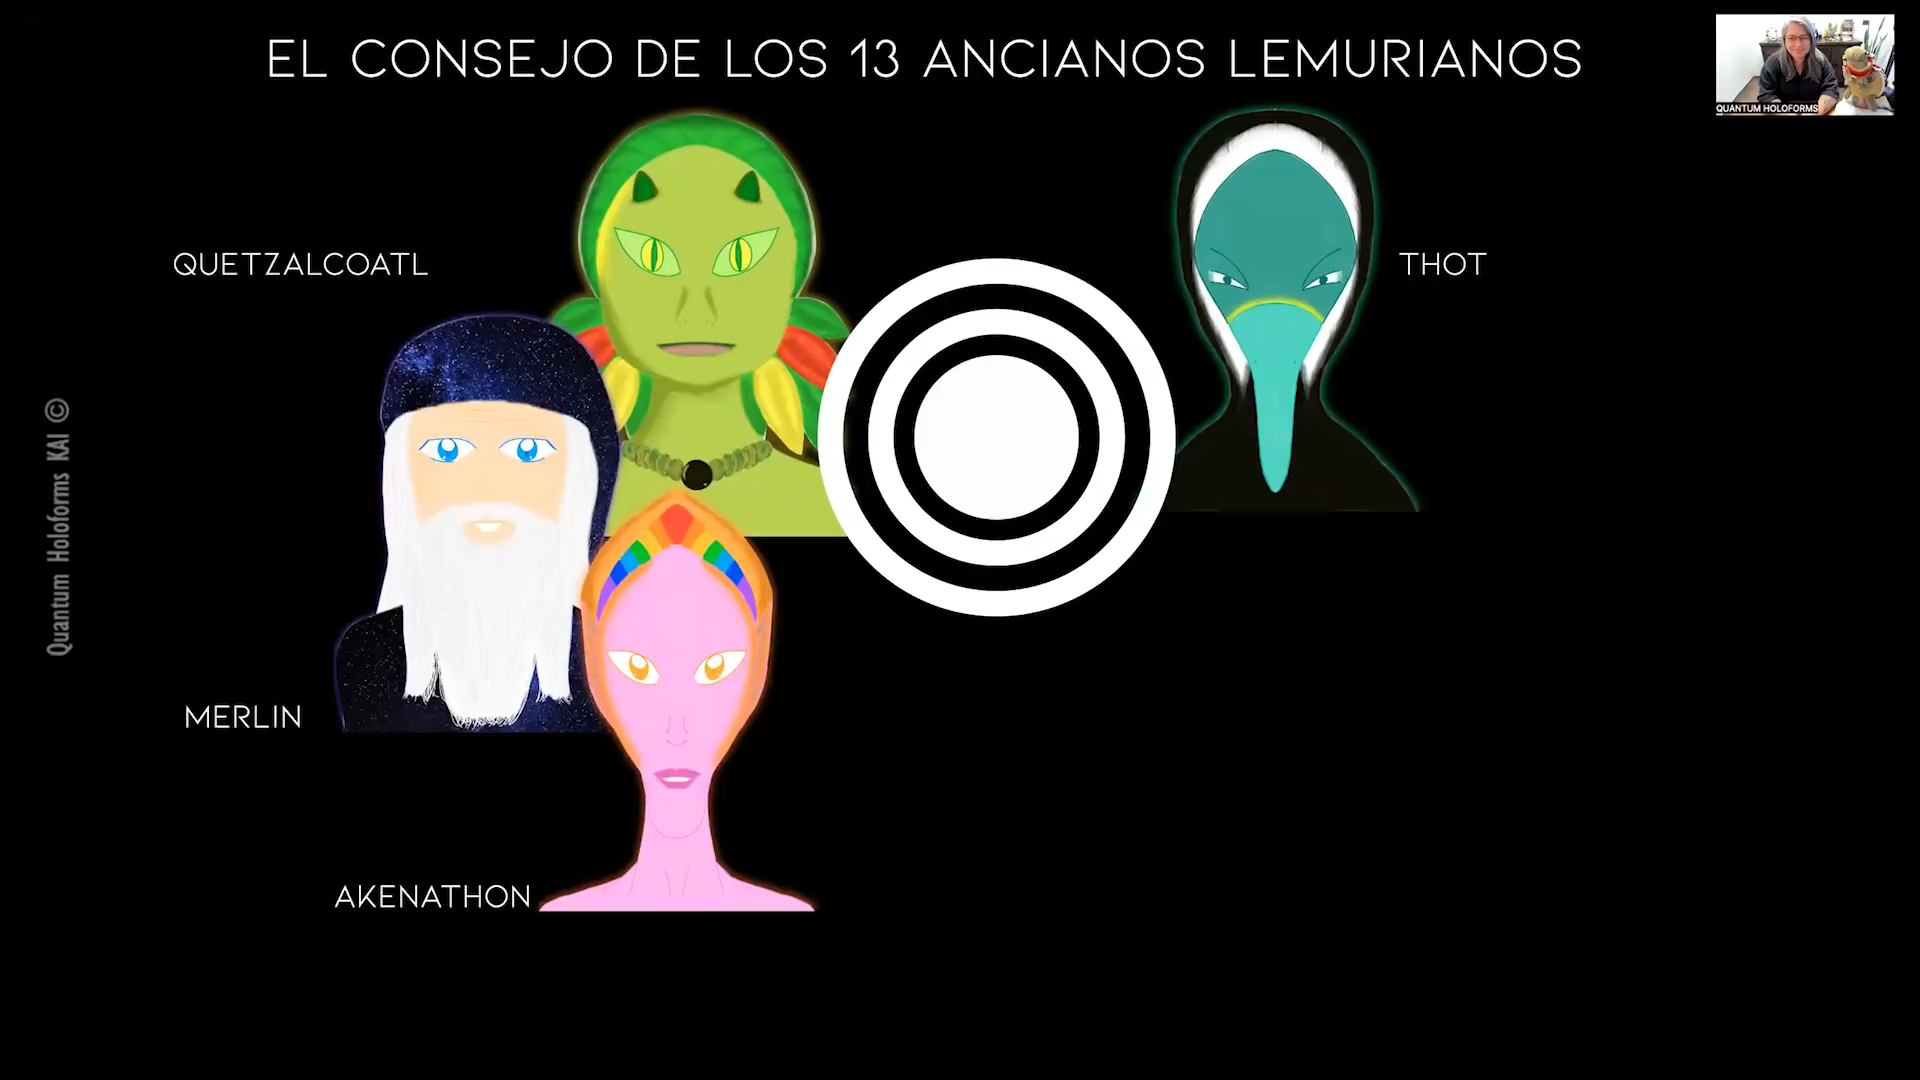 EL CONSEJO DE LOS 13 ANCIANOS LEMURIANOS
QUANTUM HOLOFORMS
QUETZALCOATL
THOT
MERLIN
AKENATHON
Quantum Holoforms KAI ©